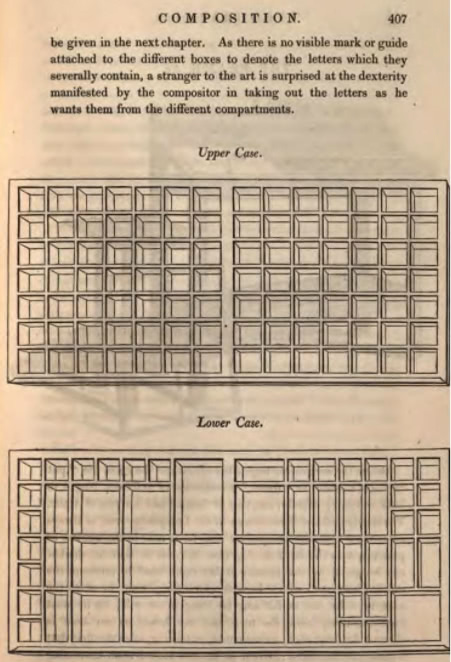 COMPOSITION. 407
be given in the next chapter. As there is no visible mark or guide
attached to the different boxes to denote the letters which they
severally contain, a stranger to the art is surprised at the dexterity
manifested by the compositor in taking out the letters as he
wants them from the different compartments.
Upper Case.
Lower Case.